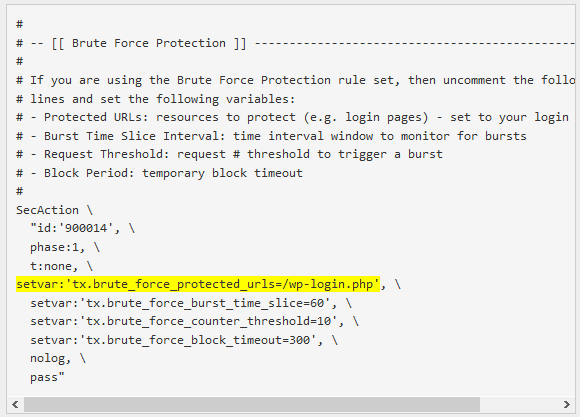 #
# -- [[ Brute Force Protection ]] ----------------------------------------------
#
# If you are using the Brute Force Protection rule set, then uncomment the follo
# lines and set the following variables:
# - Protected URLs: resources to protect (e.g. login pages) - set to your login
# - Burst Time Slice Interval: time interval window to monitor for bursts
# - Request Threshold: request # threshold to trigger a burst
# - Block Period: temporary block timeout
#
SecAction \
  "id:'900014', \
  phase:1, \
  t:none, \
setvar:'tx.brute_force_protected_urls=/wp-login.php', \
  setvar:'tx.brute_force_burst_time_slice=60', \
  setvar:'tx.brute_force_counter_threshold=10', \
  setvar:'tx.brute_force_block_timeout=300', \
  nolog, \
  pass"